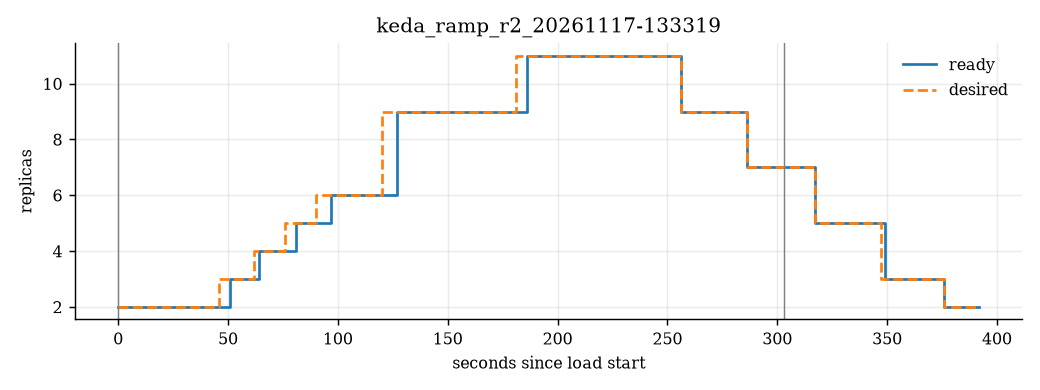 keda_ramp_r2_20261117-133319
ready
desired
10
8
6
4
2
replicas
0 50 100 150 200 250 300 350 400
seconds since load start